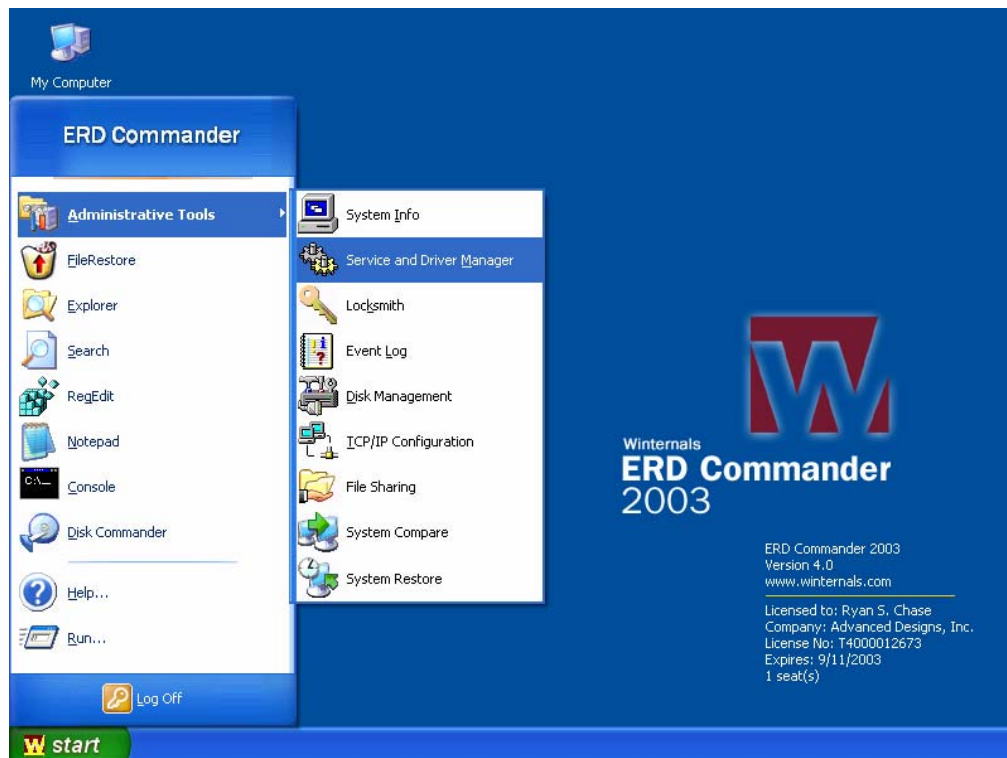 My Computer
ERD Commander
Administrative Tools
FileRestore
Explorer
Search
RegEdit
Notepad
C:\_
Console
Disk Commander
Help...
Run...
Log Off
W start
System Info
Service and Driver Manager
Locksmith
Event Log
Disk Management
TCP/IP Configuration
File Sharing
System Compare
System Restore
W
Winternals
ERD Commander
2003
ERD Commander 2003
Version 4.0
www.winternals.com
Licensed to: Ryan S. Chase
Company: Advanced Designs, Inc.
License No: T4000012673
Expires: 9/11/2003
1 seat(s)